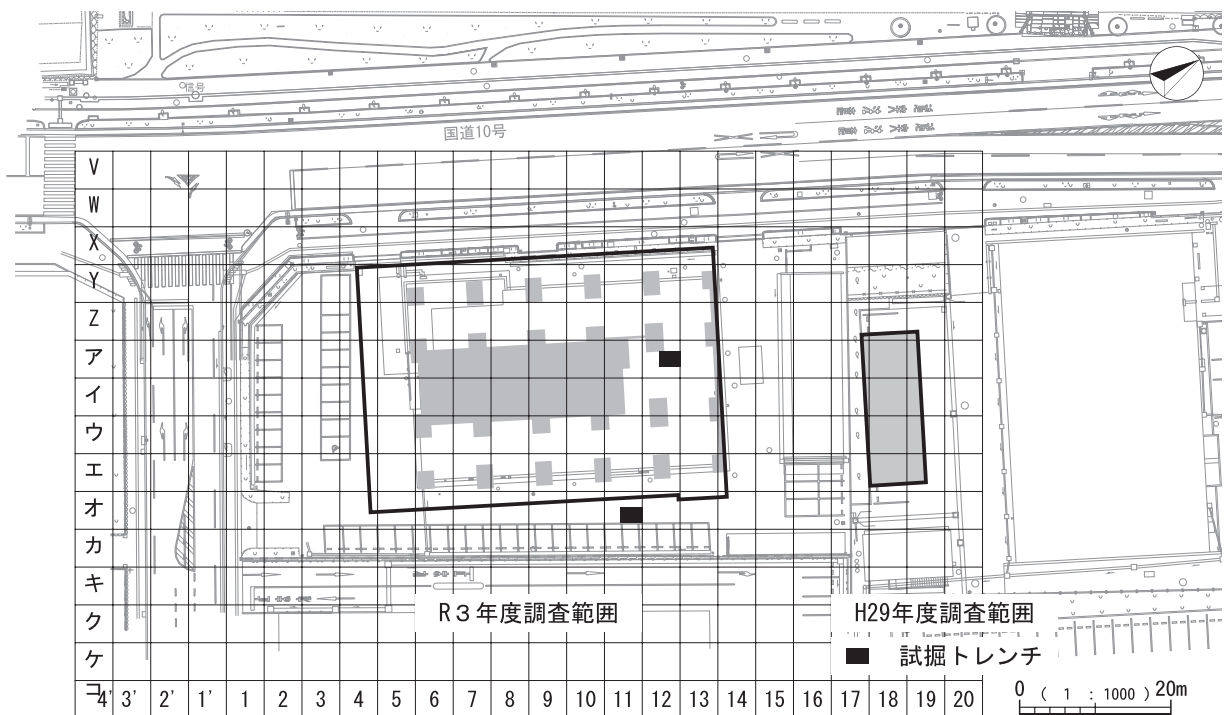 信号
国道10号
V
W
X
Y
Z
ア
イ
ウ
エ
オ
カ
キ
ク
ケ
コ
R3年度調査範囲
H29年度調査範囲
試掘トレンチ
4' 3' 2' 1' 1 2 3 4 5 6 7 8 9 10 11 12 13 14 15 16 17 18 19 20
0 ( 1 : 1000 ) 20m